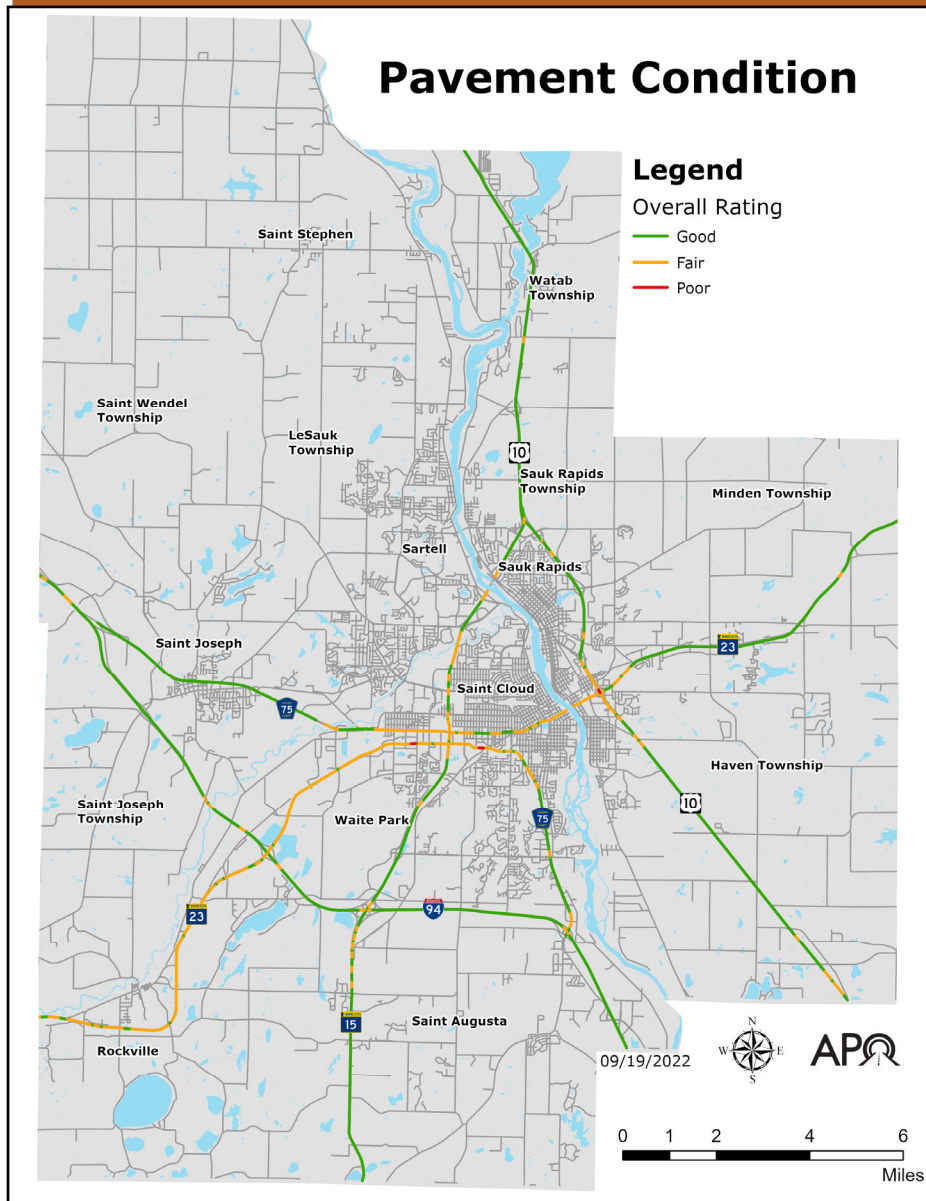 Pavement Condition
Legend
Overall Rating
Good
Fair
Poor
Saint Stephen
Watab
Township
Saint Wendel
Township
LeSauk
Township
10
Sauk Rapids
Township
Minden Township
Sartell
Sauk Rapids
Saint Joseph
MINNESOTA
23
Saint Cloud
75
Haven Township
Saint Joseph
Township
10
Waite Park
75
94
MINNESOTA
23
MINNESOTA
15
Saint Augusta
Rockville
09/19/2022
N
W
E
S
APO
0 1 2 4 6
Miles